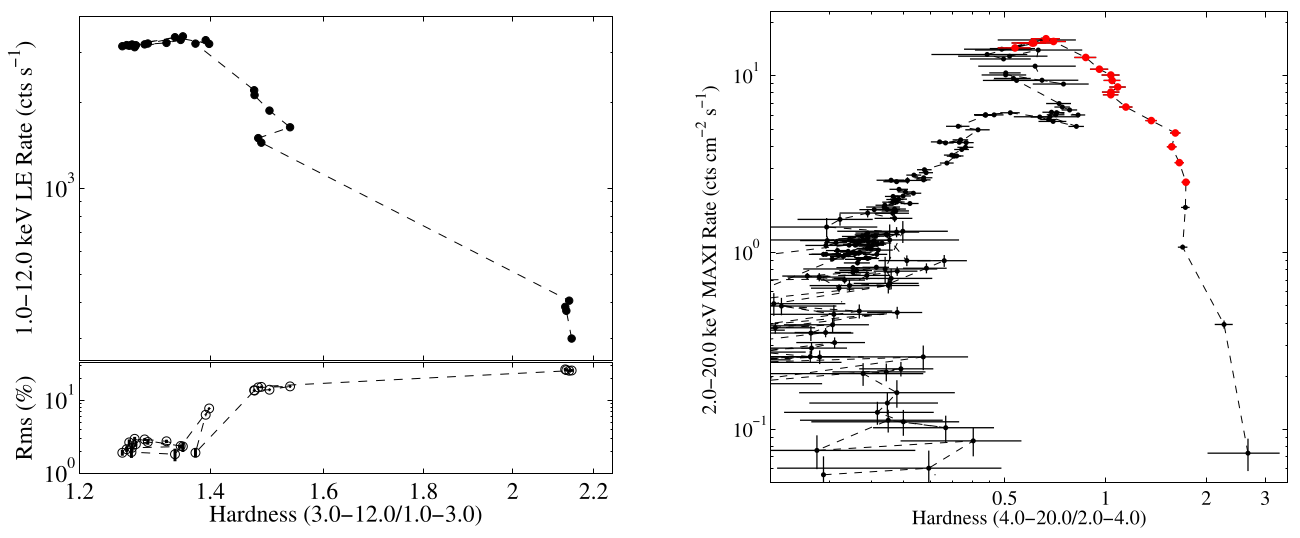 1.0−12.0 keV LE Rate (cts s⁻¹)
10³
Rms (%)
10¹
10⁰
1.2 1.4 1.6 1.8 2 2.2
Hardness (3.0−12.0/1.0−3.0)
2.0−20.0 keV MAXI Rate (cts cm⁻² s⁻¹)
10¹
10⁰
10⁻¹
0.5 1 2 3
Hardness (4.0−20.0/2.0−4.0)